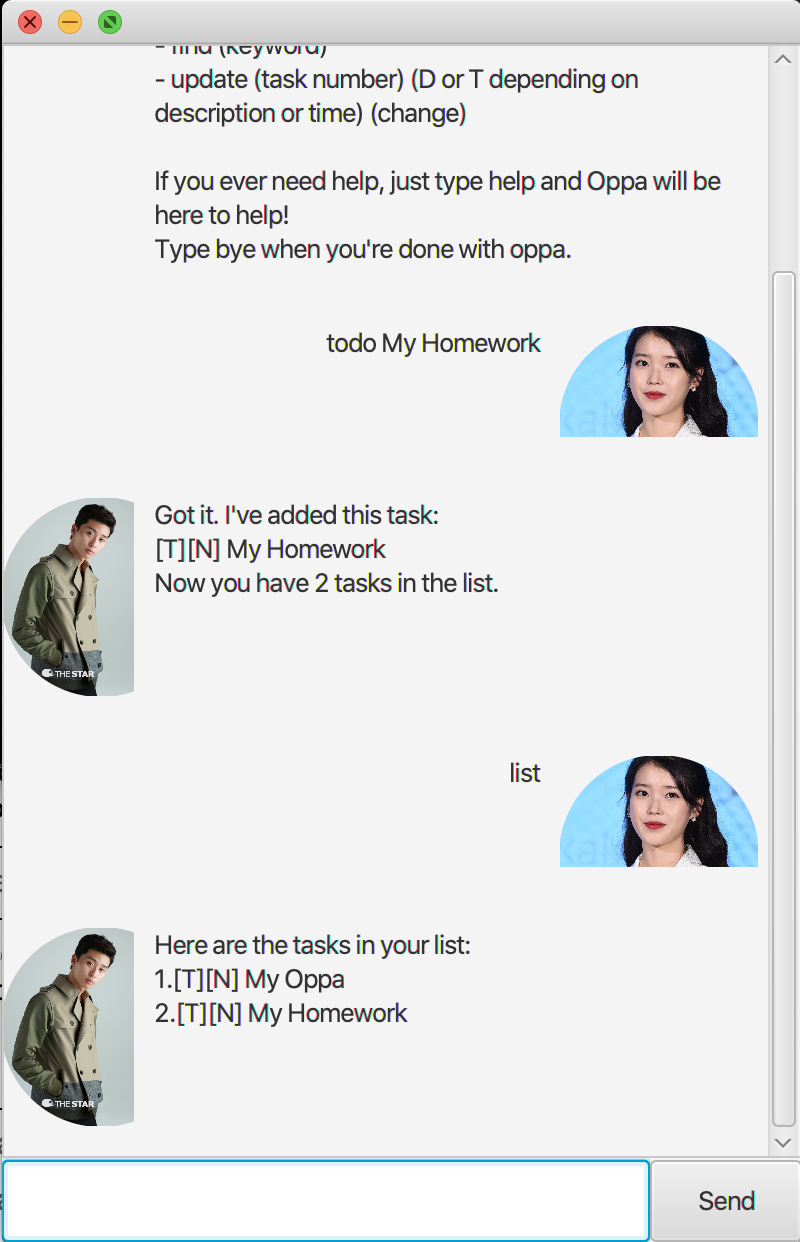 - find (keyword)
- update (task number) (D or T depending on
description or time) (change)
If you ever need help, just type help and Oppa will be
here to help!
Type bye when you're done with oppa.
todo My Homework
Got it. I've added this task:
[T][N] My Homework
Now you have 2 tasks in the list.
THE STAR
list
Here are the tasks in your list:
1.[T][N] My Oppa
2.[T][N] My Homework
THE STAR
Send